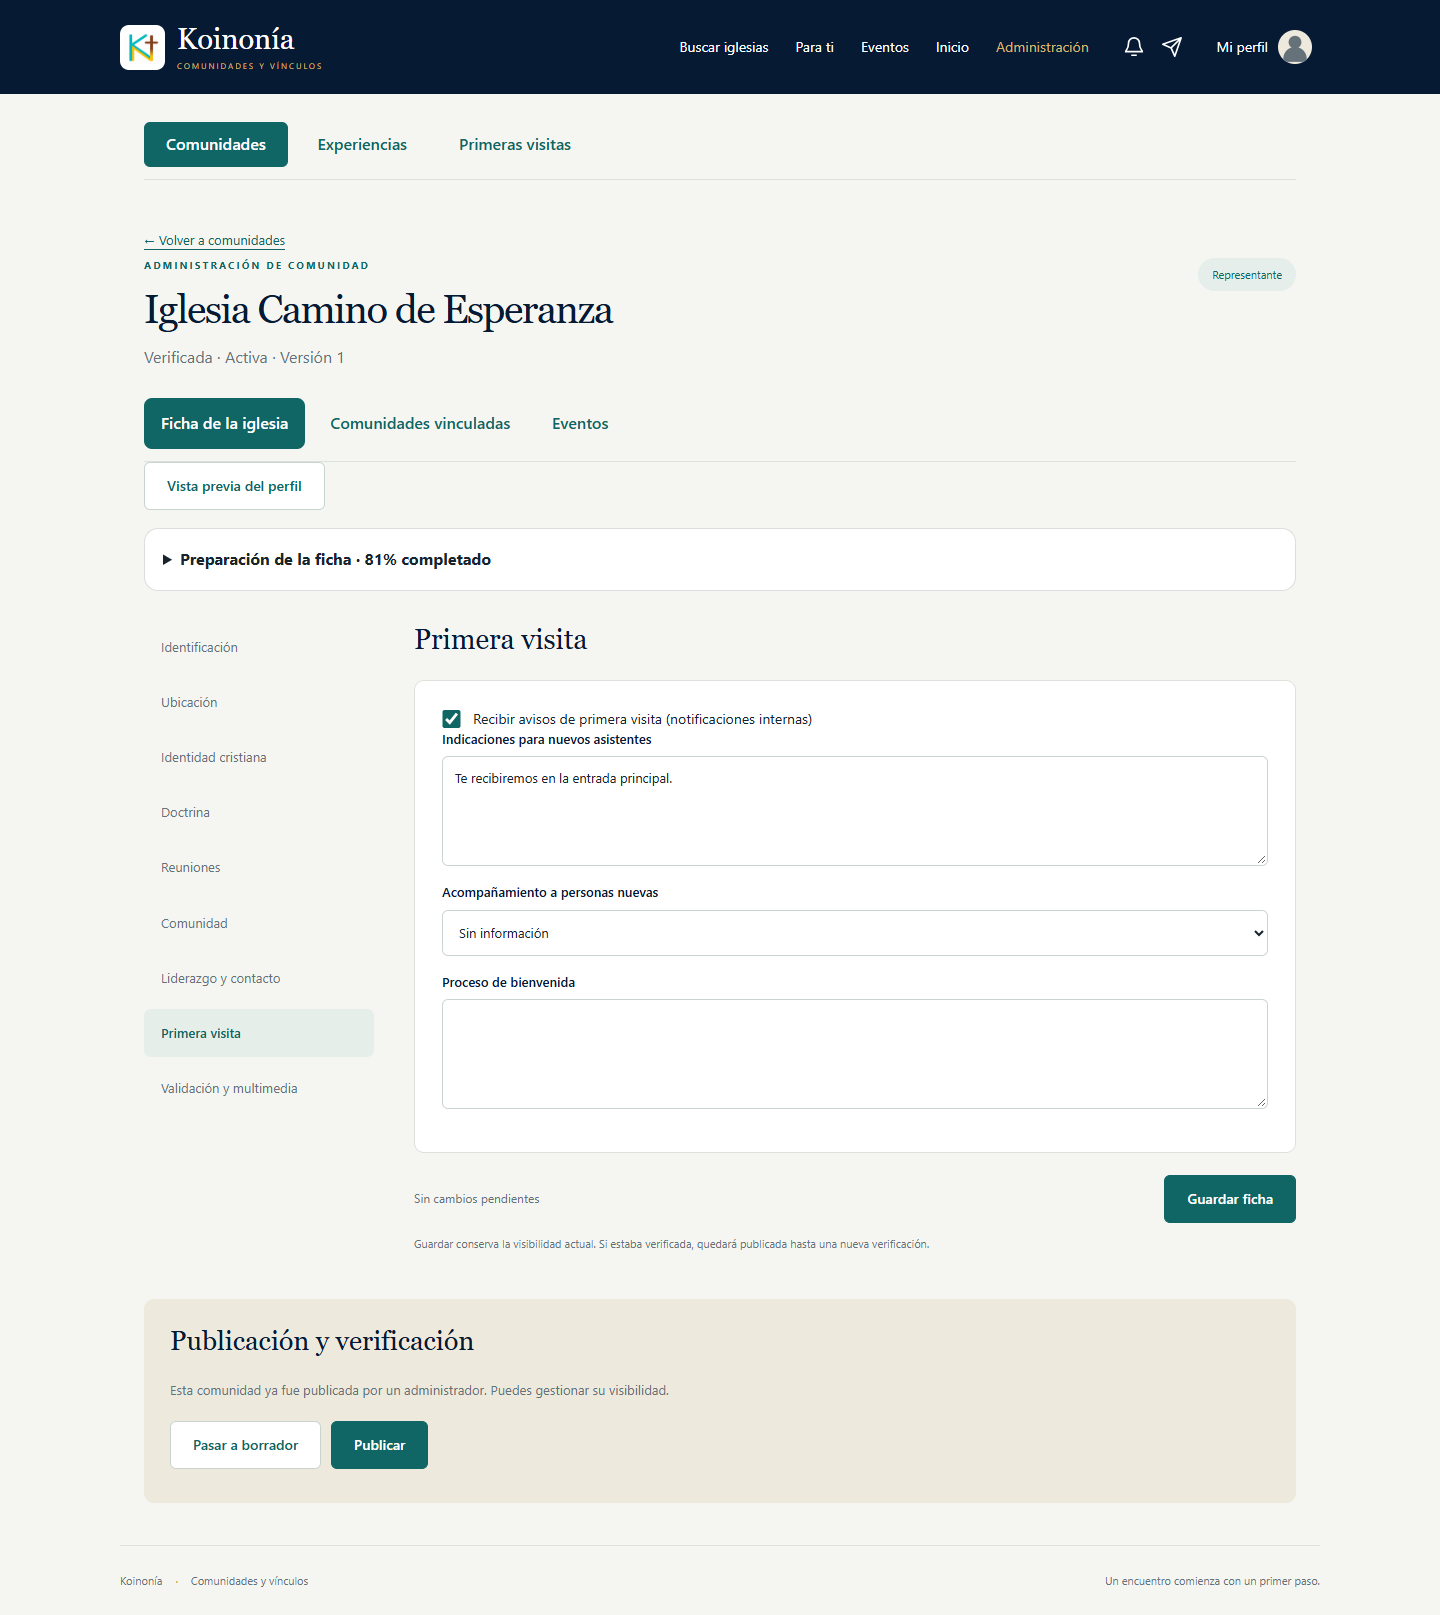 Koinonía
COMUNIDADES Y VÍNCULOS
Buscar iglesias
Para ti
Eventos
Inicio
Administración
Mi perfil
Comunidades
Experiencias
Primeras visitas
← Volver a comunidades
ADMINISTRACIÓN DE COMUNIDAD
Representante
Iglesia Camino de Esperanza
Verificada · Activa · Versión 1
Ficha de la iglesia
Comunidades vinculadas
Eventos
Vista previa del perfil
Preparación de la ficha · 81% completado
Identificación
Ubicación
Identidad cristiana
Doctrina
Reuniones
Comunidad
Liderazgo y contacto
Primera visita
Validación y multimedia
Primera visita
Recibir avisos de primera visita (notificaciones internas)
Indicaciones para nuevos asistentes
Te recibiremos en la entrada principal.
Acompañamiento a personas nuevas
Sin información
Proceso de bienvenida
Sin cambios pendientes
Guardar ficha
Guardar conserva la visibilidad actual. Si estaba verificada, quedará publicada hasta una nueva verificación.
Publicación y verificación
Esta comunidad ya fue publicada por un administrador. Puedes gestionar su visibilidad.
Pasar a borrador
Publicar
Koinonía · Comunidades y vínculos
Un encuentro comienza con un primer paso.